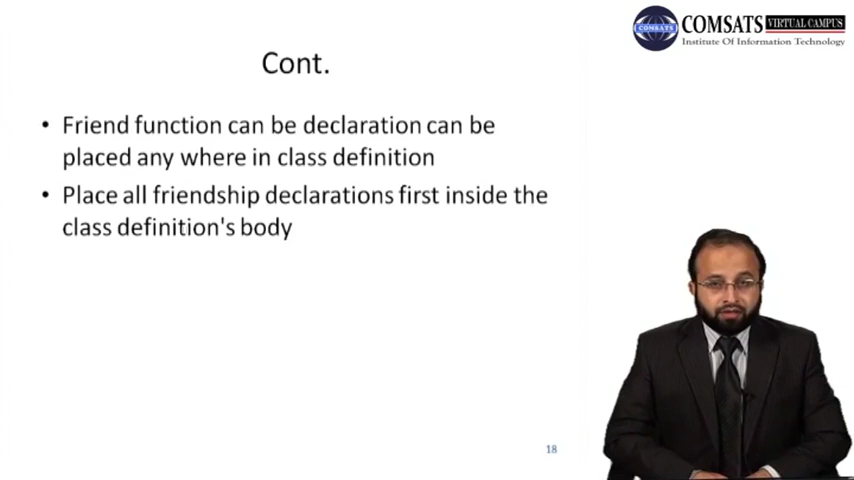 COMSATS VIRTUAL CAMPUS
COMSATS
Institute Of Information Technology
Cont.
• Friend function can be declaration can be
placed any where in class definition
• Place all friendship declarations first inside the
class definition's body
18